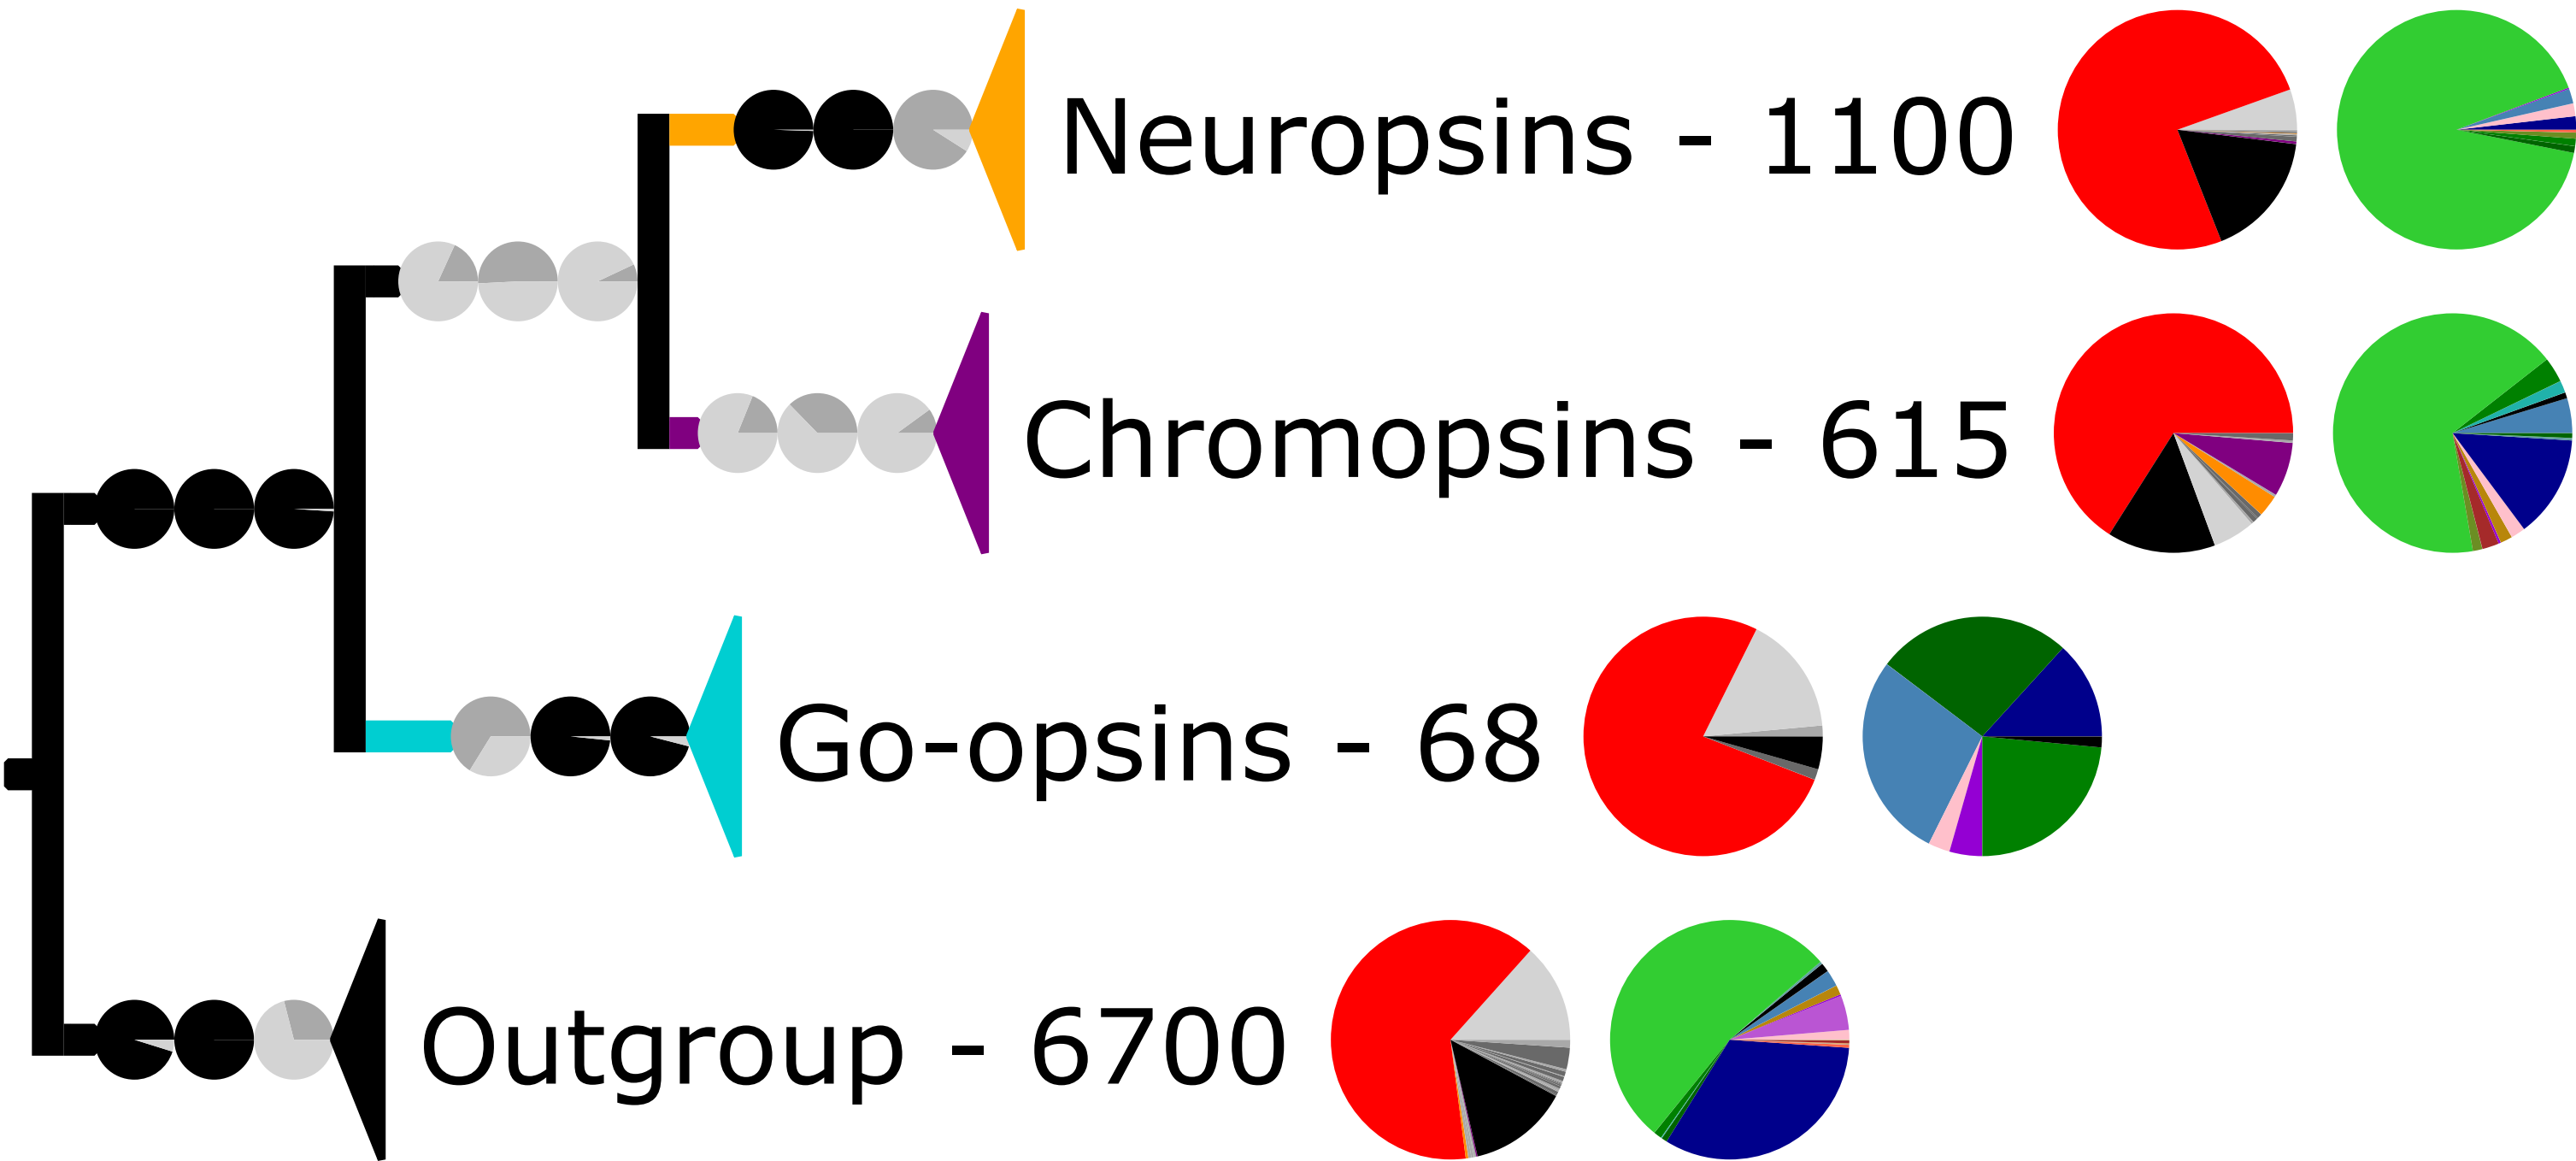 Neuropsins - 1100
Chromopsins - 615
Go-opsins - 68
Outgroup - 6700